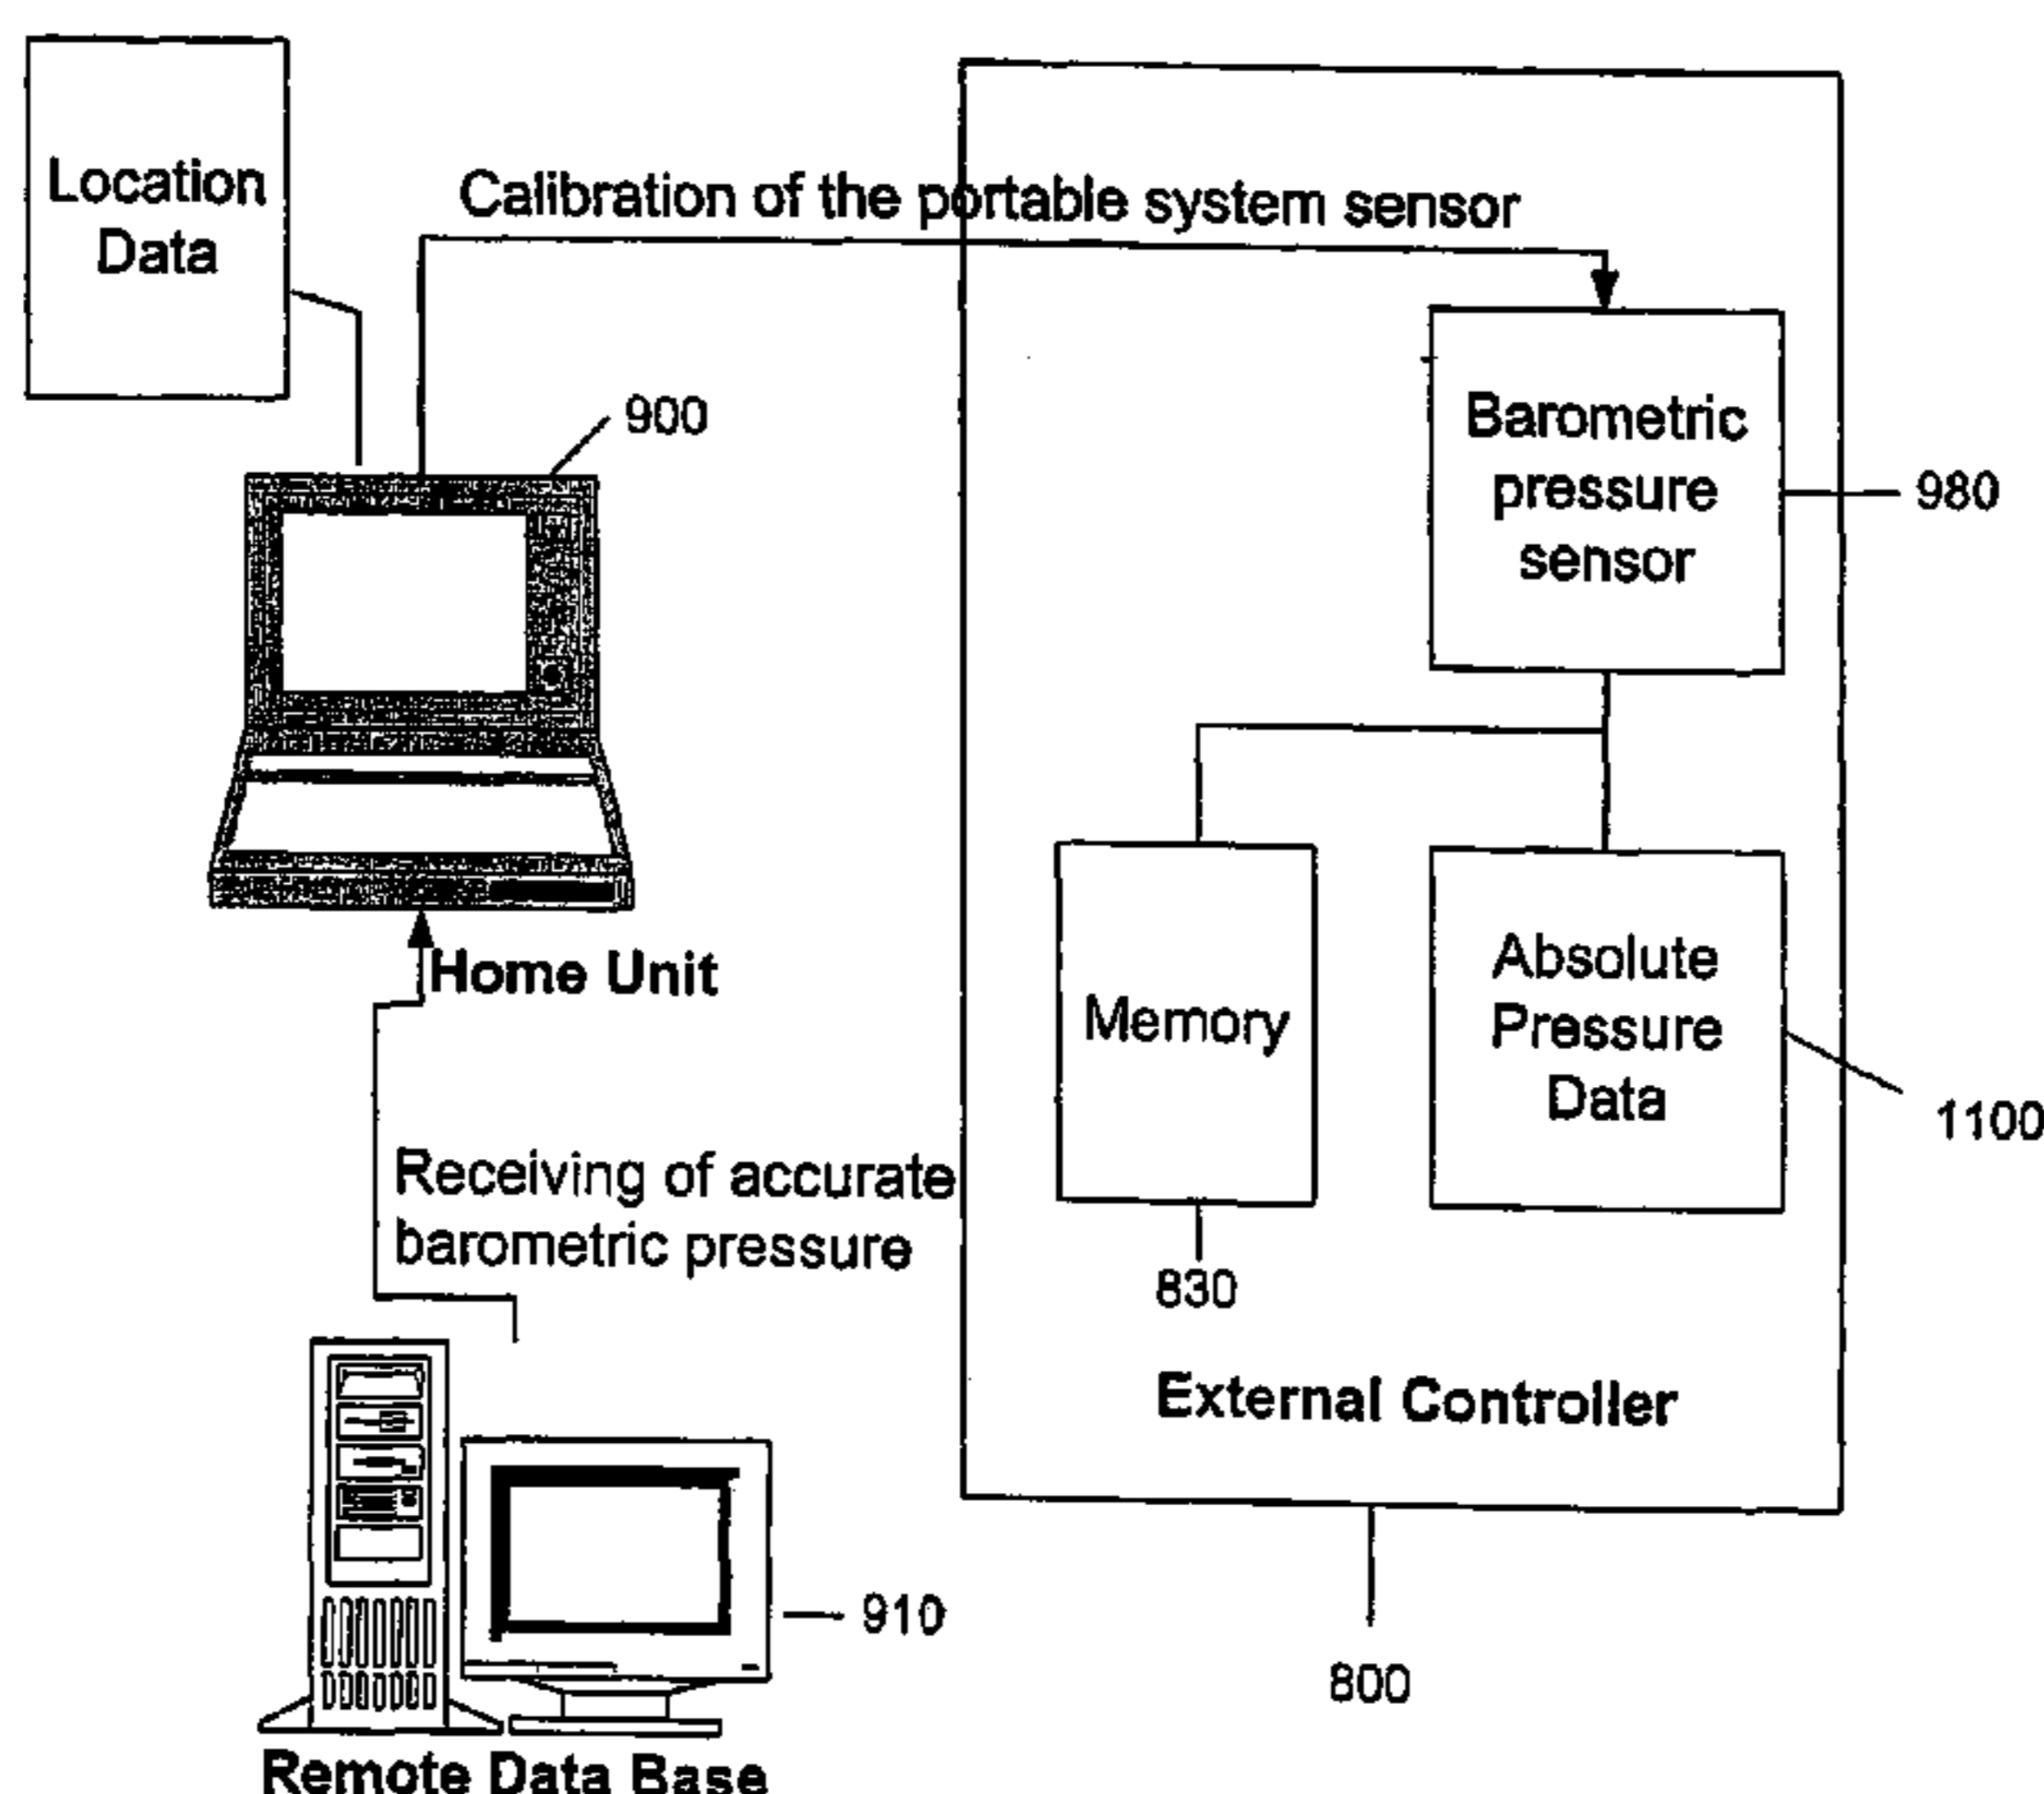 Location
Data
Calibration of the portable system sensor
900
Barometric
pressure
sensor
980
Home Unit
Memory
Absolute
Pressure
Data
1100
Receiving of accurate
barometric pressure
830
External Controller
910
800
Remote Data Base